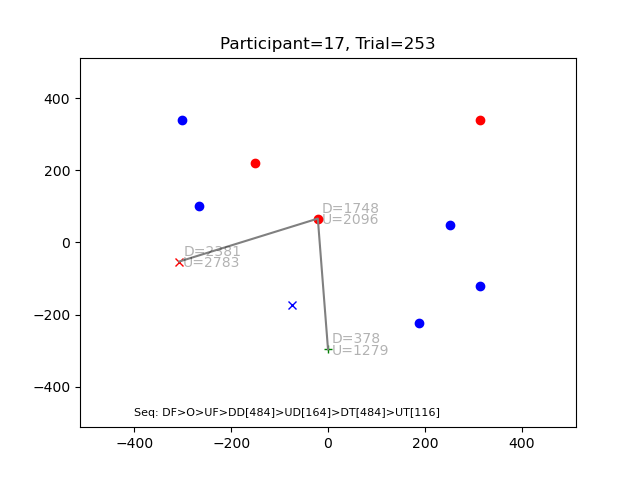 Participant=17, Trial=253
400
200
0
−200
−400
D=1748
U=2096
D=2381
U=2783
D=378
U=1279
Seq: DF>O>UF>DD[484]>UD[164]>DT[484]>UT[116]
−400
−200
0
200
400